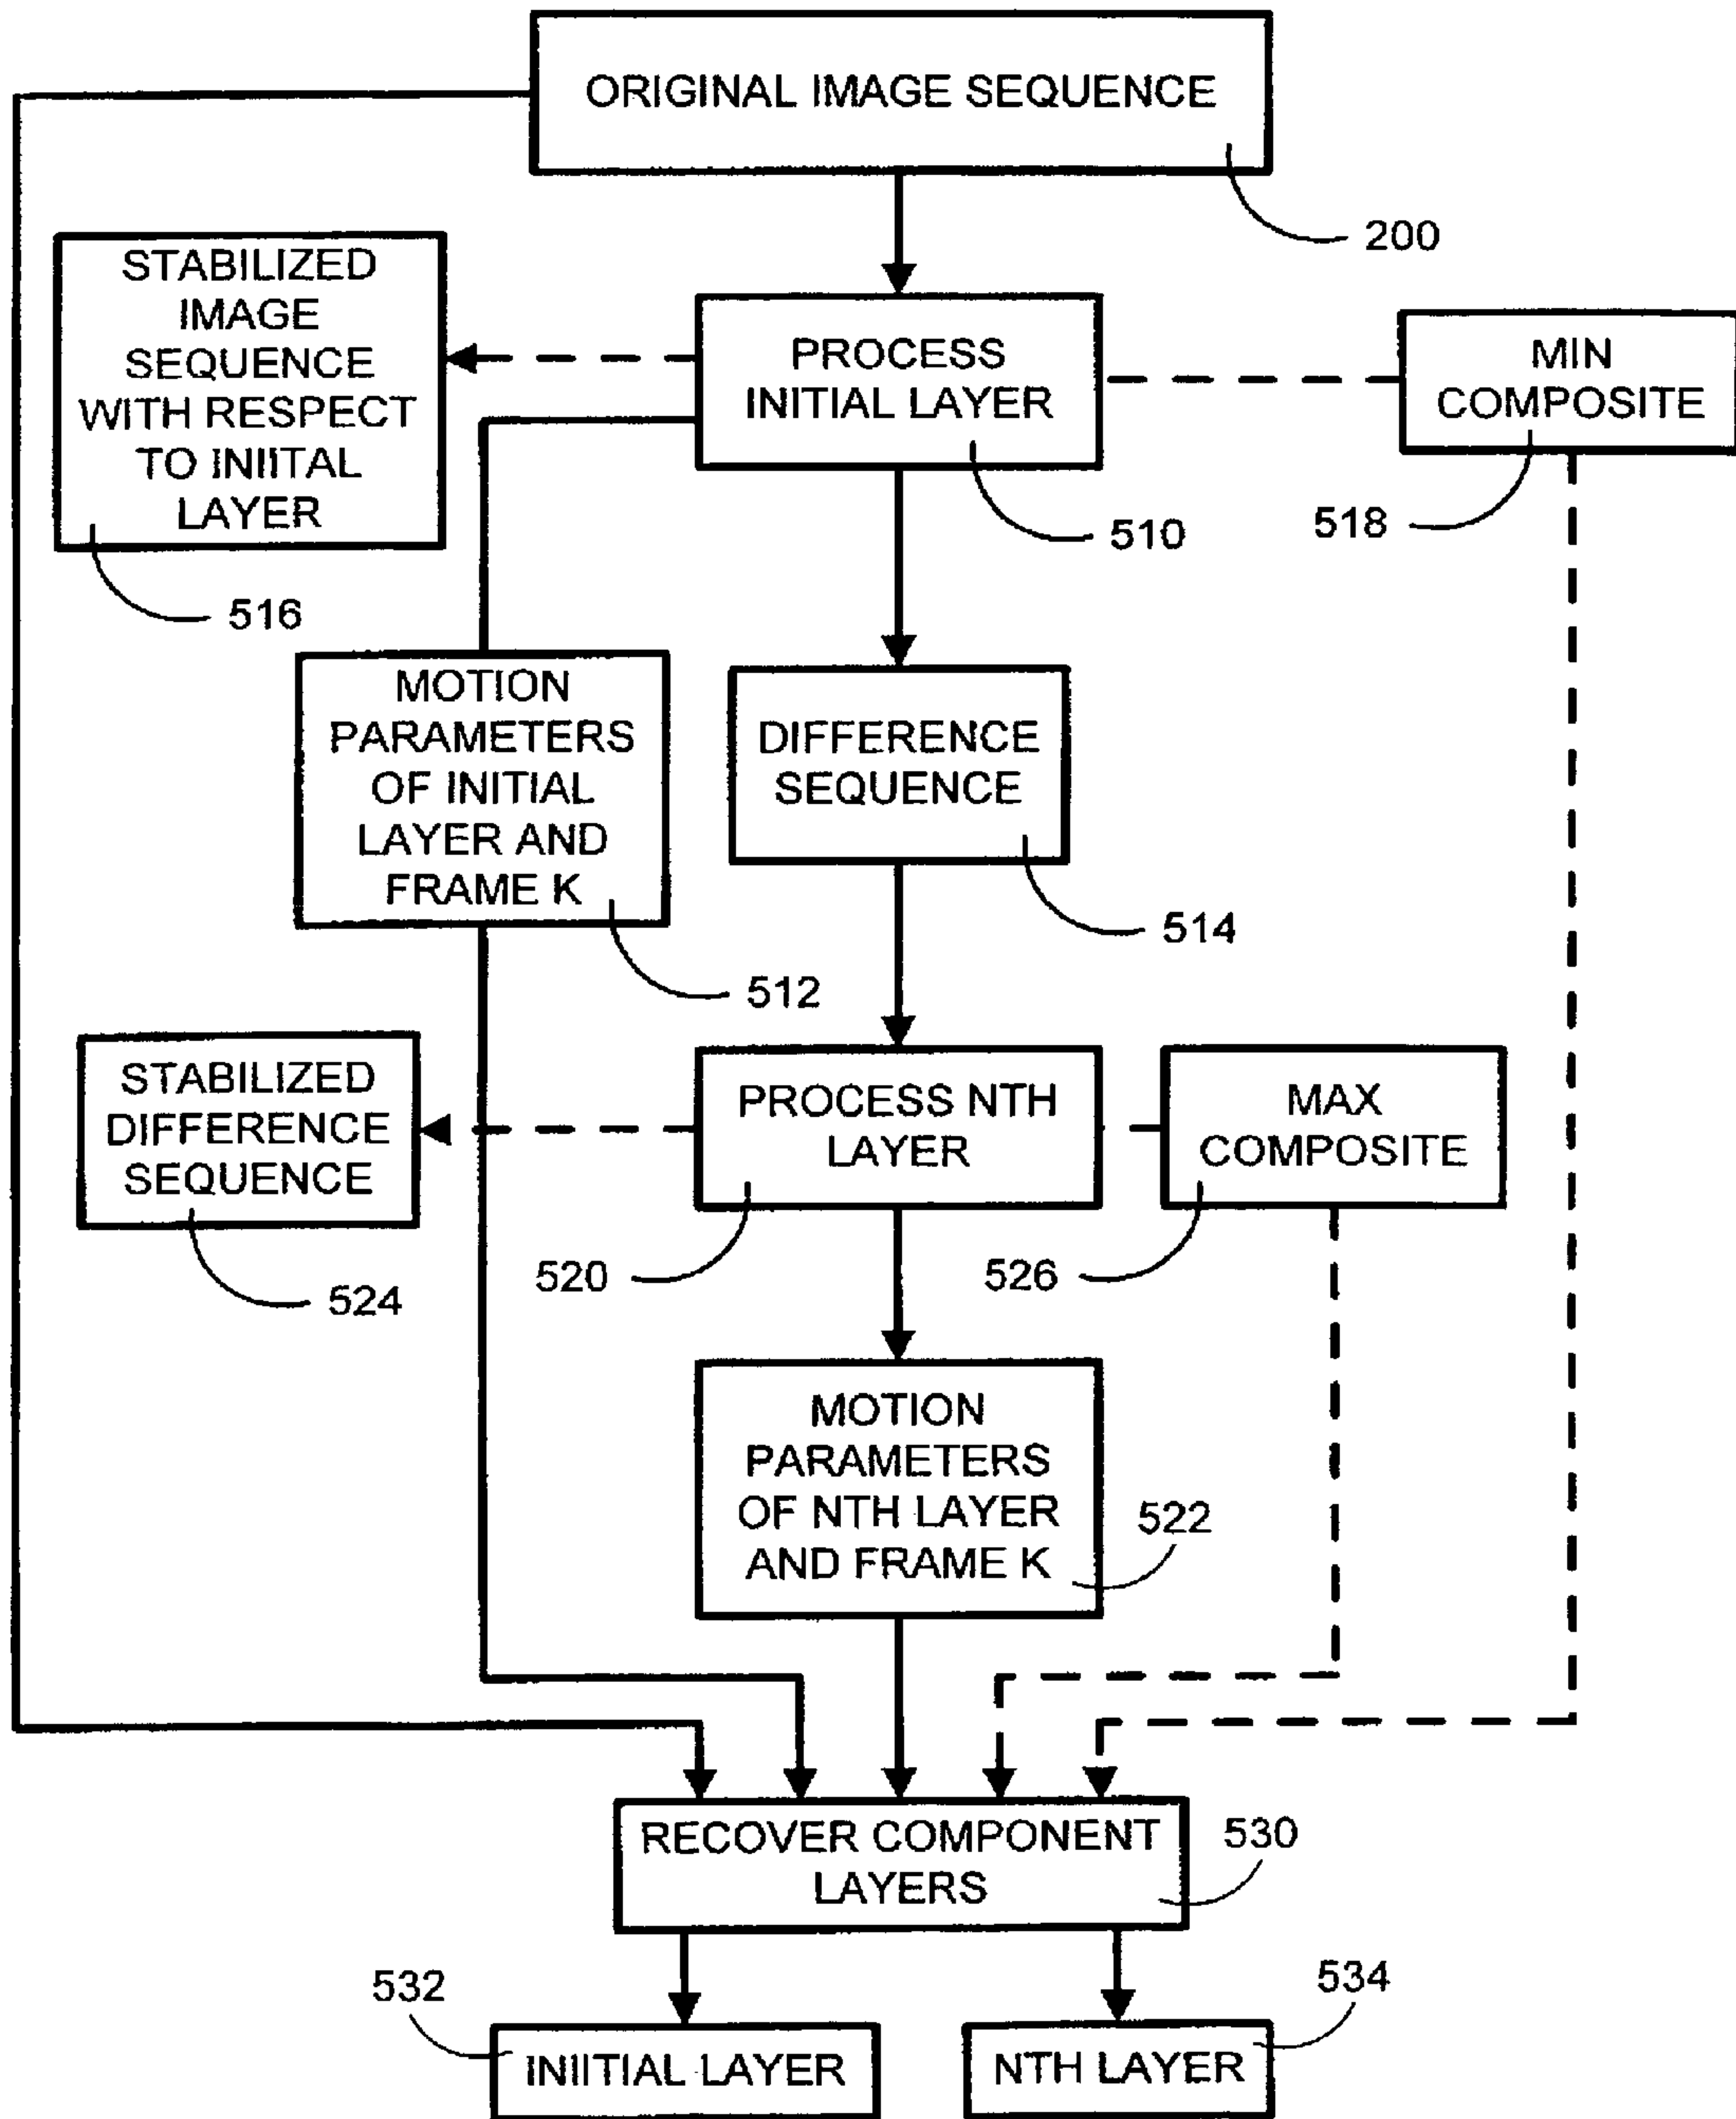 ORIGINAL IMAGE SEQUENCE
200
STABILIZED
IMAGE
SEQUENCE
WITH RESPECT
TO INIITAL
LAYER
516
PROCESS
INITIAL LAYER
510
MIN
COMPOSITE
518
MOTION
PARAMETERS
OF INITIAL
LAYER AND
FRAME K
512
DIFFERENCE
SEQUENCE
514
STABILIZED
DIFFERENCE
SEQUENCE
524
PROCESS NTH
LAYER
520
MAX
COMPOSITE
526
MOTION
PARAMETERS
OF NTH LAYER
AND FRAME K
522
RECOVER COMPONENT
LAYERS
530
532
INIITIAL LAYER
534
NTH LAYER